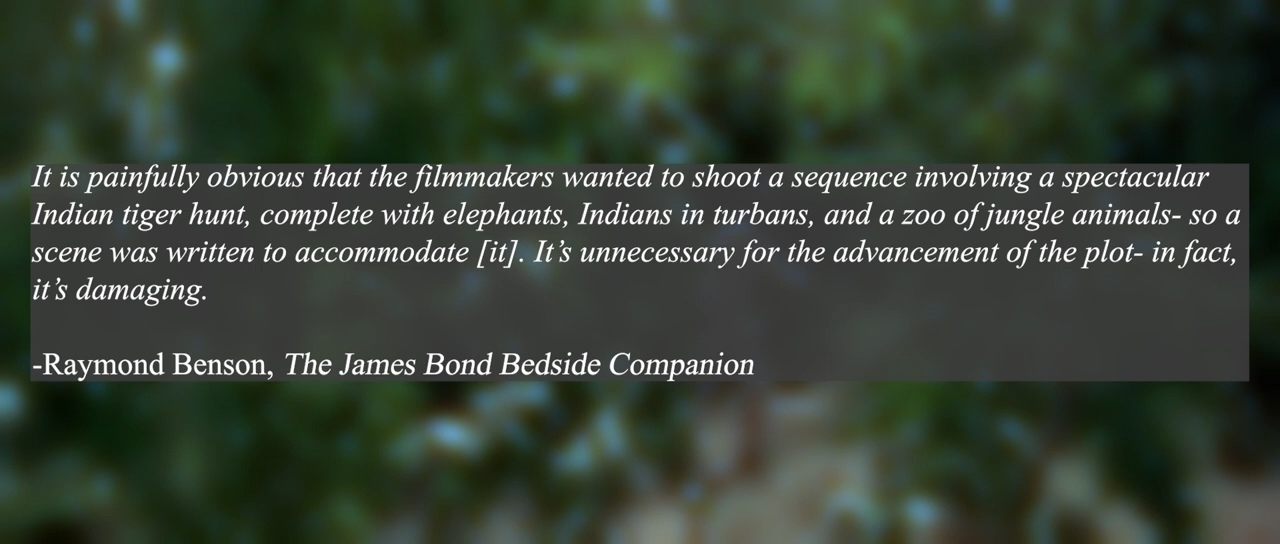 It is painfully obvious that the filmmakers wanted to shoot a sequence involving a spectacular
Indian tiger hunt, complete with elephants, Indians in turbans, and a zoo of jungle animals- so a
scene was written to accommodate [it]. It’s unnecessary for the advancement of the plot- in fact,
it’s damaging.
-Raymond Benson, The James Bond Bedside Companion